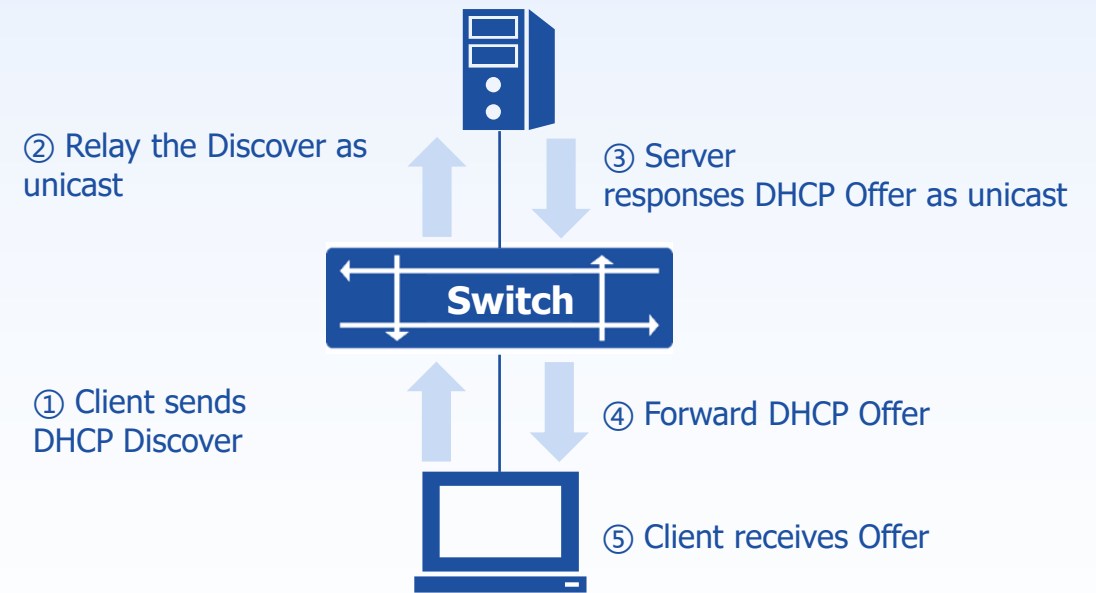 ② Relay the Discover as
unicast
③ Server
responses DHCP Offer as unicast
Switch
① Client sends
DHCP Discover
④ Forward DHCP Offer
⑤ Client receives Offer